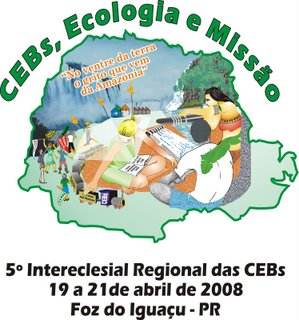 CEBs, Ecologia e Missão
"No ventre da terra
o grito que vem
da Amazônia"
CEBs
5º Intereclesial Regional das CEBs
19 a 21de abril de 2008
Foz do Iguaçu - PR